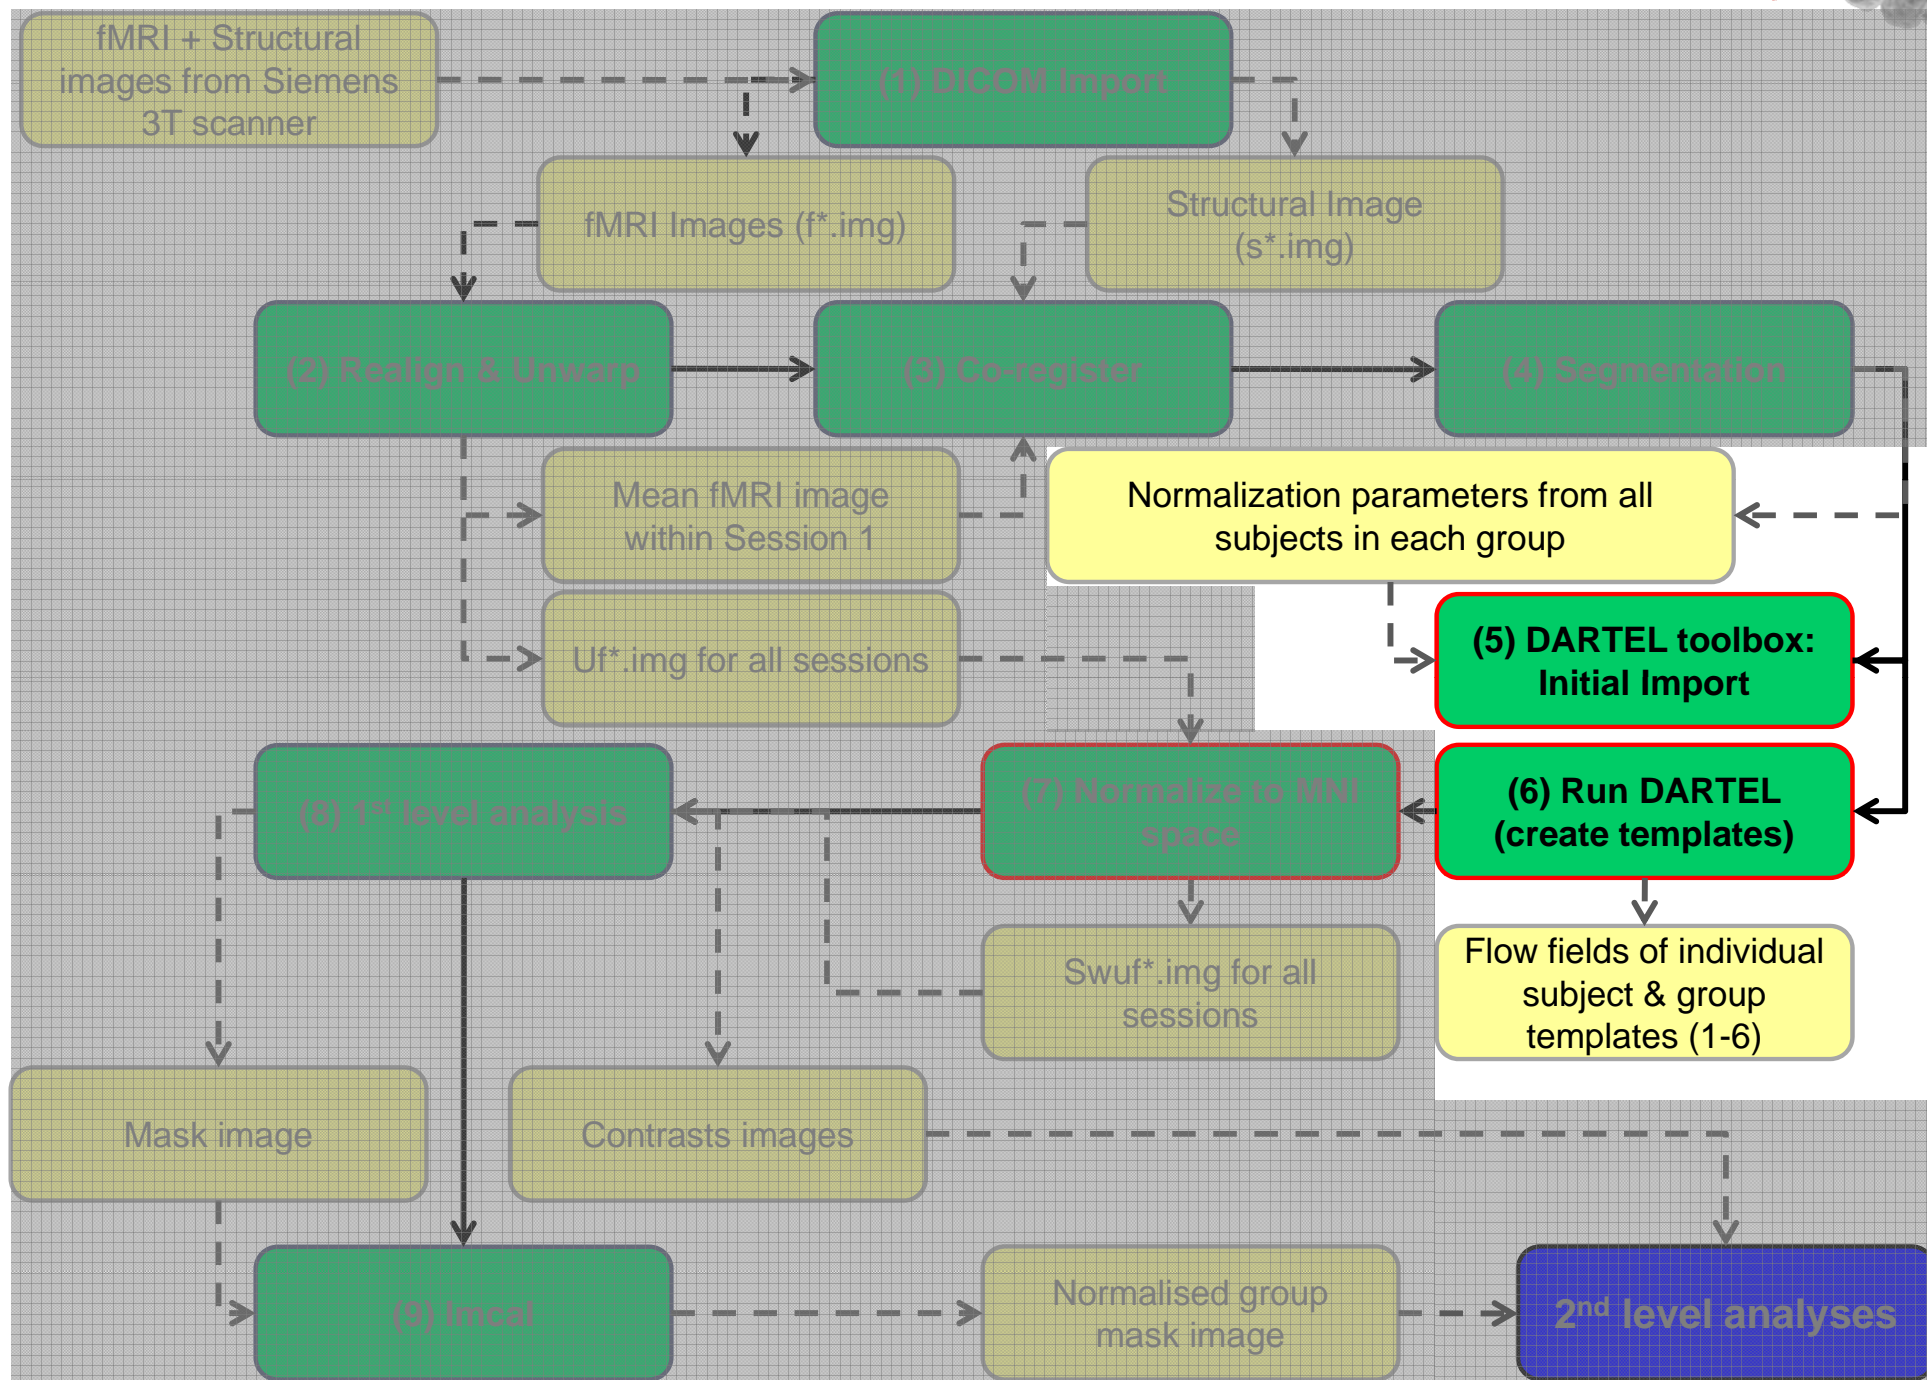 fMRI + Structural
images from Siemens
3T scanner
(1) DICOM Import
fMRI Images (f*.img)
Structural Image
(s*.img)
(2) Realign & Unwarp
(3) Co-register
(4) Segmentation
Mean fMRI image
within Session 1
Normalization parameters from all
subjects in each group
Uf*.img for all sessions
(5) DARTEL toolbox:
Initial Import
(8) 1st level analysis
(7) Normalize to MNI
space
(6) Run DARTEL
(create templates)
Swuf*.img for all
sessions
Flow fields of individual
subject & group
templates (1-6)
Mask image
Contrasts images
(9) Imcal
Normalised group
mask image
2nd level analyses